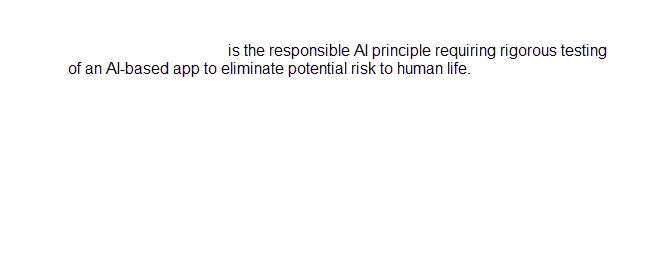 is the responsible AI principle requiring rigorous testing
of an AI-based app to eliminate potential risk to human life.